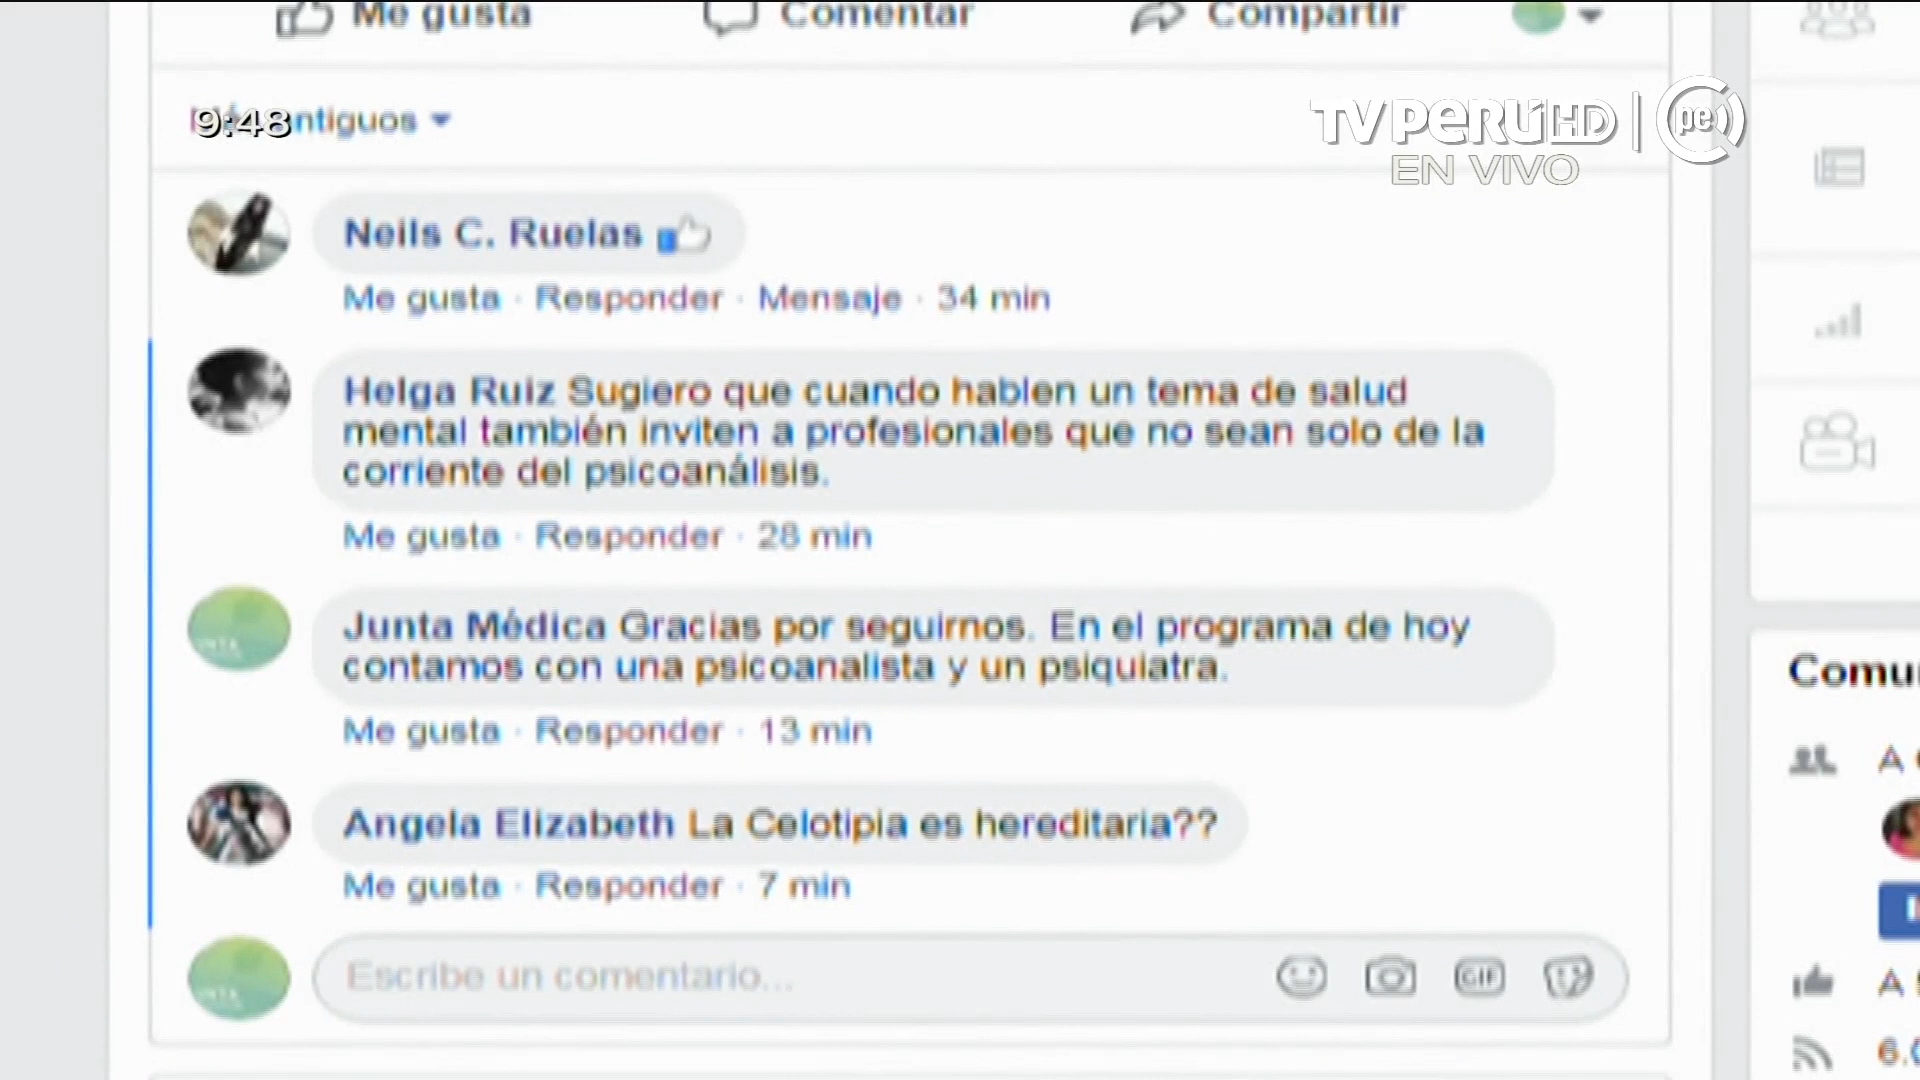 Me gusta Comentar Compartir
9:48
ntiguos
TVPERÚ HD
EN VIVO
Neils C. Ruelas
Me gusta · Responder · Mensaje · 34 min
Helga Ruiz Sugiero que cuando hablen un tema de salud
mental también inviten a profesionales que no sean solo de la
corriente del psicoanálisis.
Me gusta · Responder · 28 min
Junta Médica Gracias por seguirnos. En el programa de hoy
contamos con una psicoanalista y un psiquiatra.
Me gusta · Responder · 13 min
Angela Elizabeth La Celotipia es hereditaria??
Me gusta · Responder · 7 min
Escribe un comentario...
GIF
Comu
A
A
6.